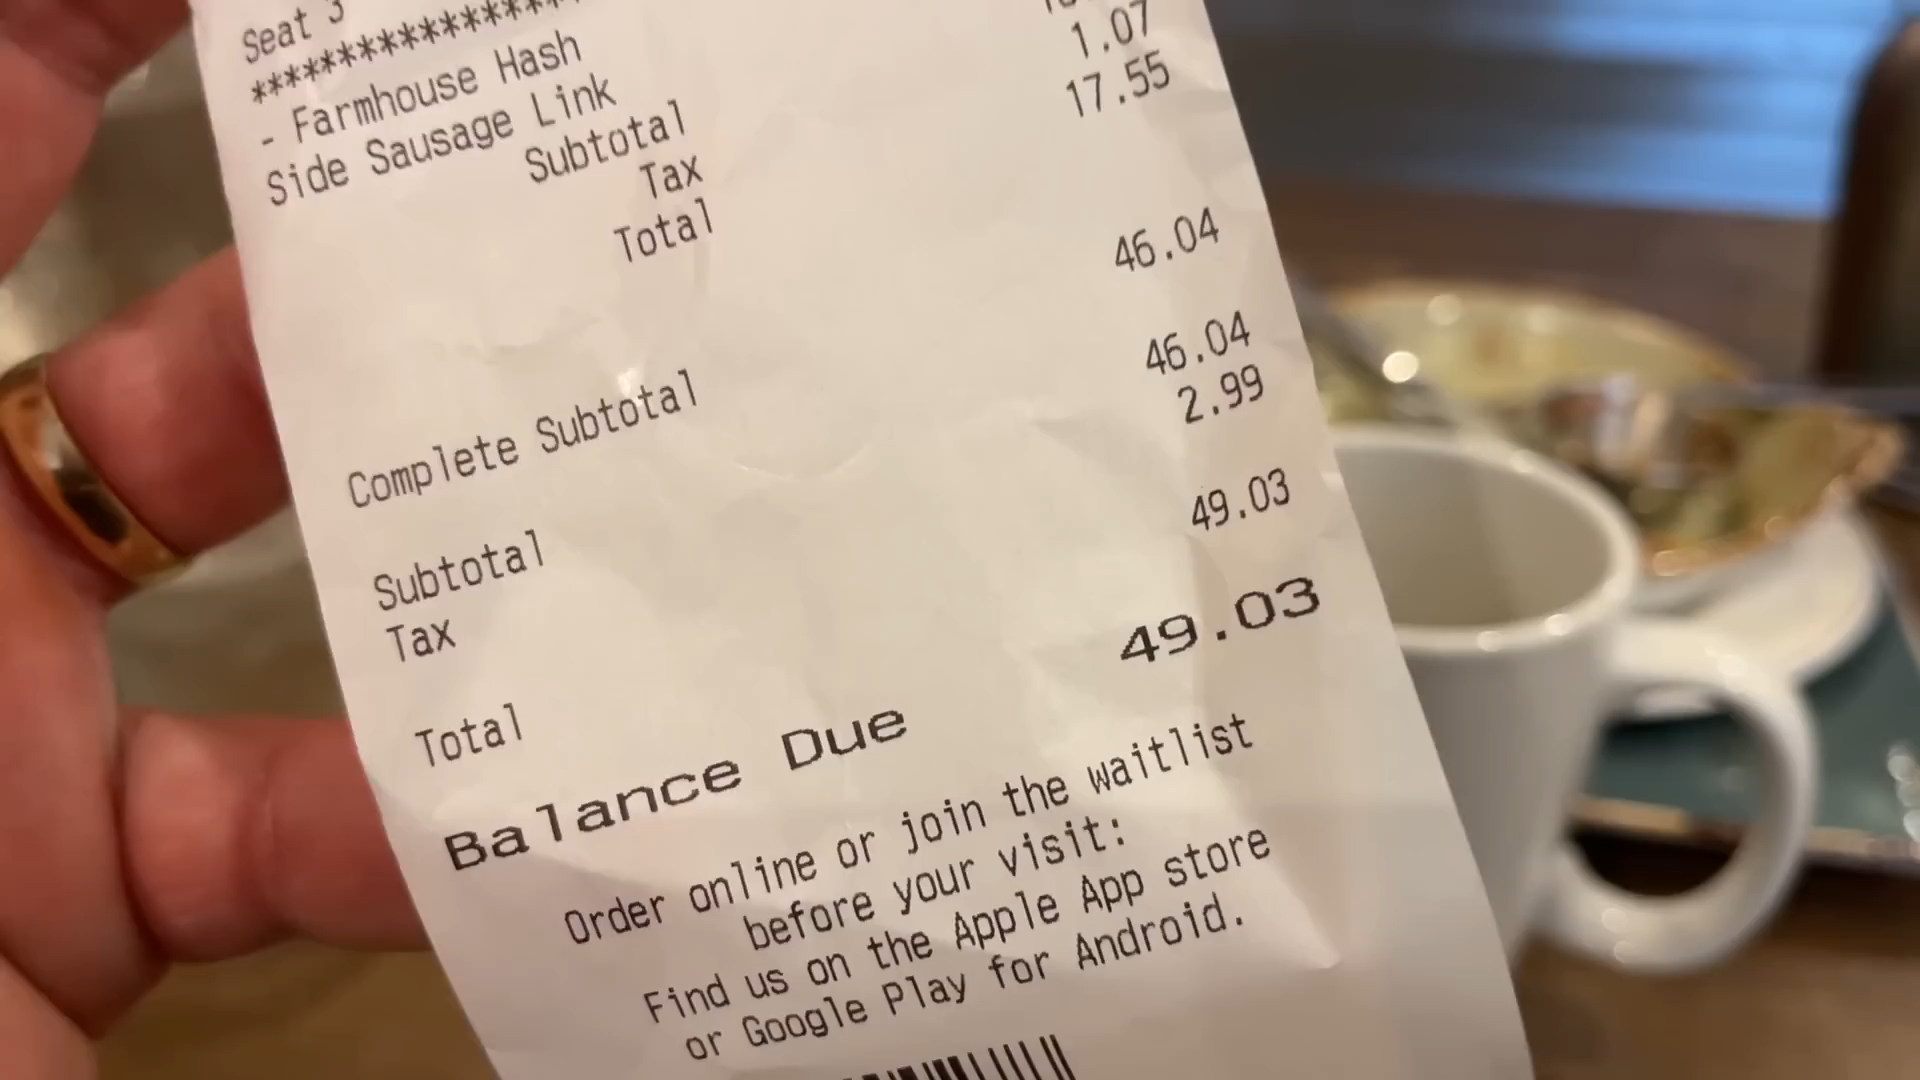 Seat 3
******************
- Farmhouse Hash
Side Sausage Link
Subtotal
Tax 1.07
Total 17.55
Complete Subtotal 46.04
Subtotal 46.04
Tax 2.99
Total 49.03
Balance Due 49.03
Order online or join the waitlist
before your visit:
Find us on the Apple App store
or Google Play for Android.